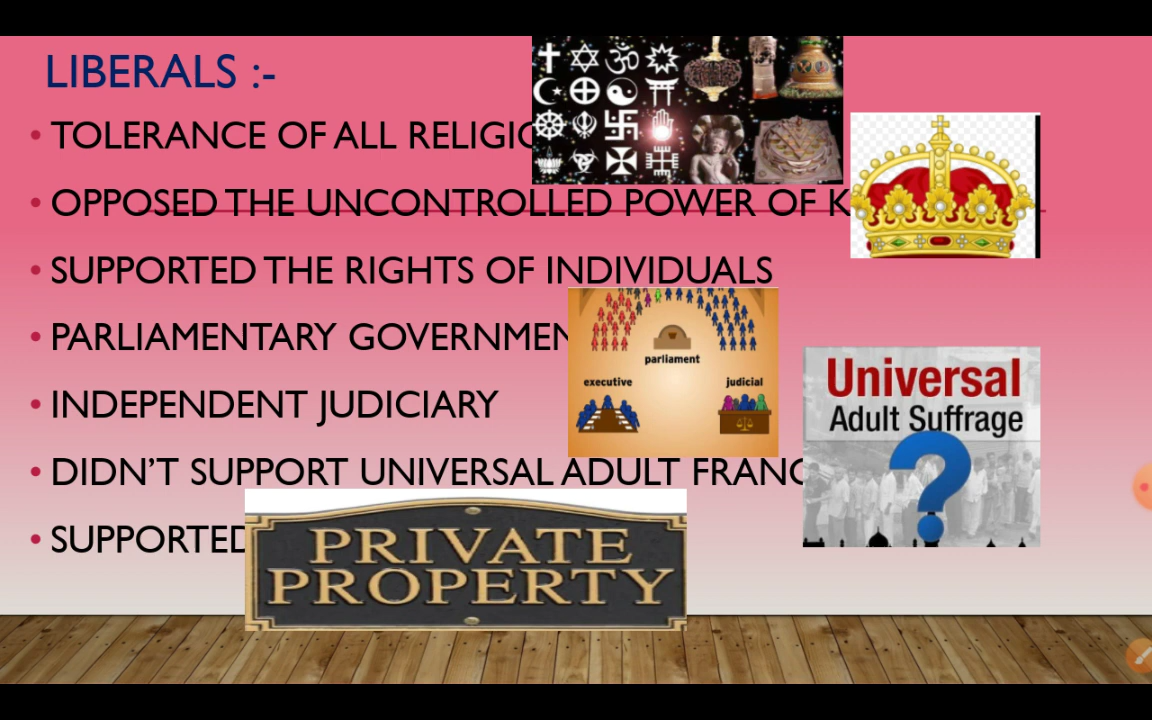 LIBERALS :-
• TOLERANCE OF ALL RELIGIO
• OPPOSED THE UNCONTROLLED POWER OF K
• SUPPORTED THE RIGHTS OF INDIVIDUALS
• PARLIAMENTARY GOVERNMEN
parliament
executive judicial
• INDEPENDENT JUDICIARY
Universal
Adult Suffrage
?
• DIDN'T SUPPORT UNIVERSAL ADULT FRANC
• SUPPORTED
PRIVATE
PROPERTY